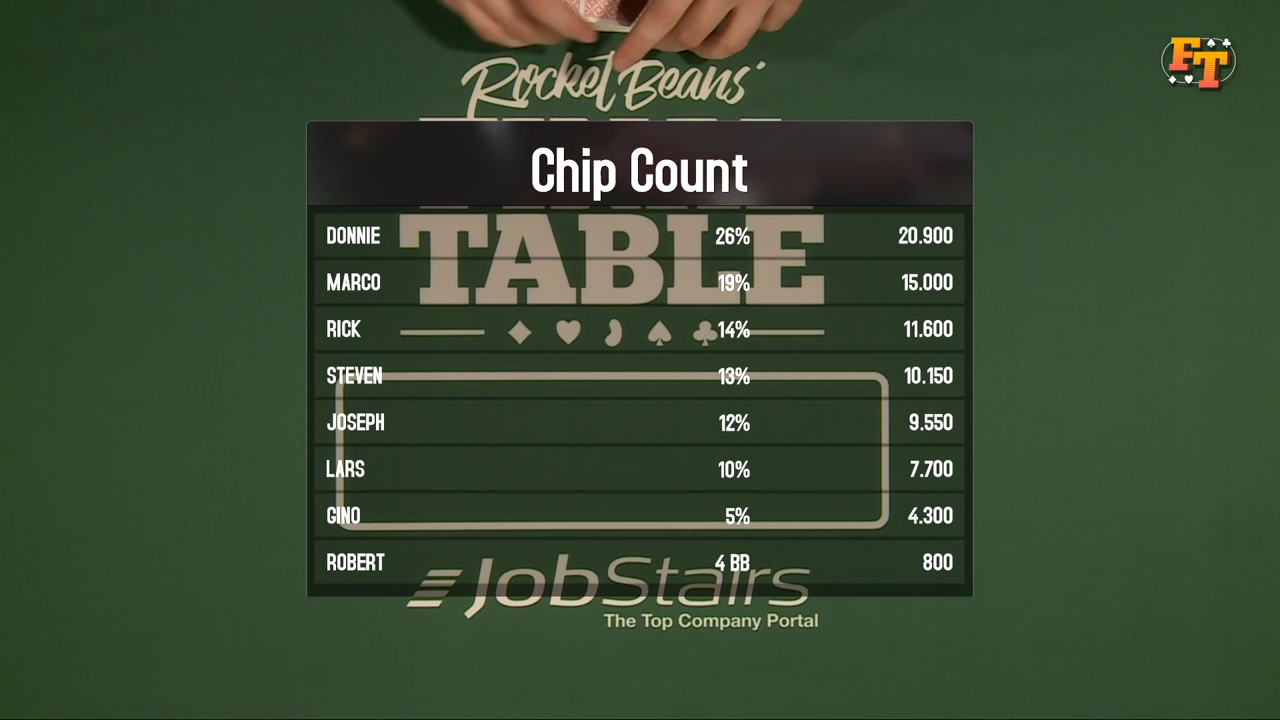 FT
Rocket Beans'
Chip Count
TABLE
DONNIE 26% 20.900
MARCO 19% 15.000
RICK 14% 11.600
STEVEN 13% 10.150
JOSEPH 12% 9.550
LARS 10% 7.700
GINO 5% 4.300
ROBERT 4 BB 800
JobStairs
The Top Company Portal